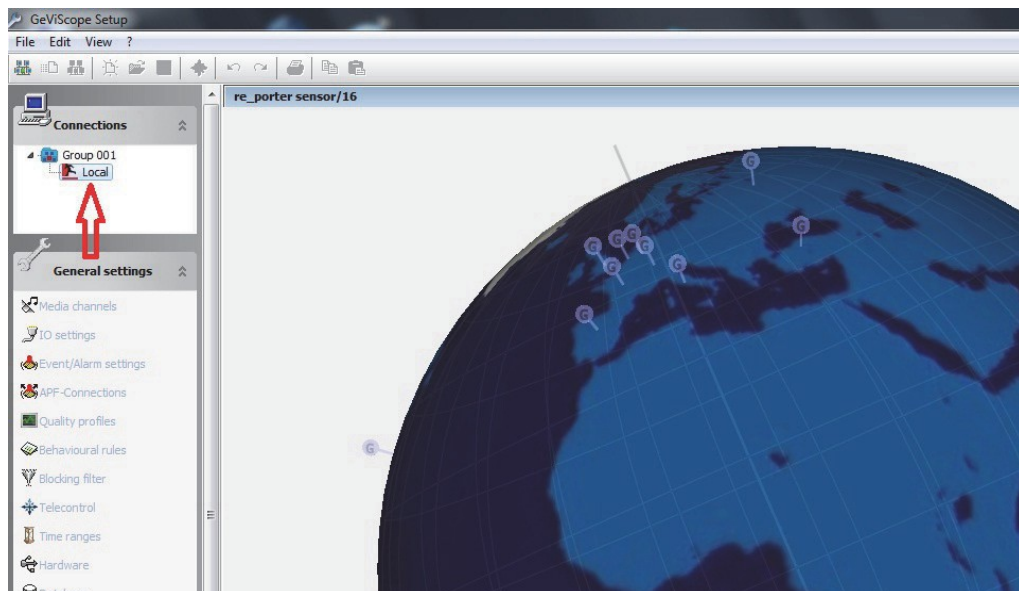 GeViScope Setup
File Edit View ?
re_porter sensor/16
Connections
Group 001
Local
General settings
Media channels
IO settings
Event/Alarm settings
APF-Connections
Quality profiles
Behavioural rules
Blocking filter
Telecontrol
Time ranges
Hardware
G
G
G
G
G
G
G
G
G
G